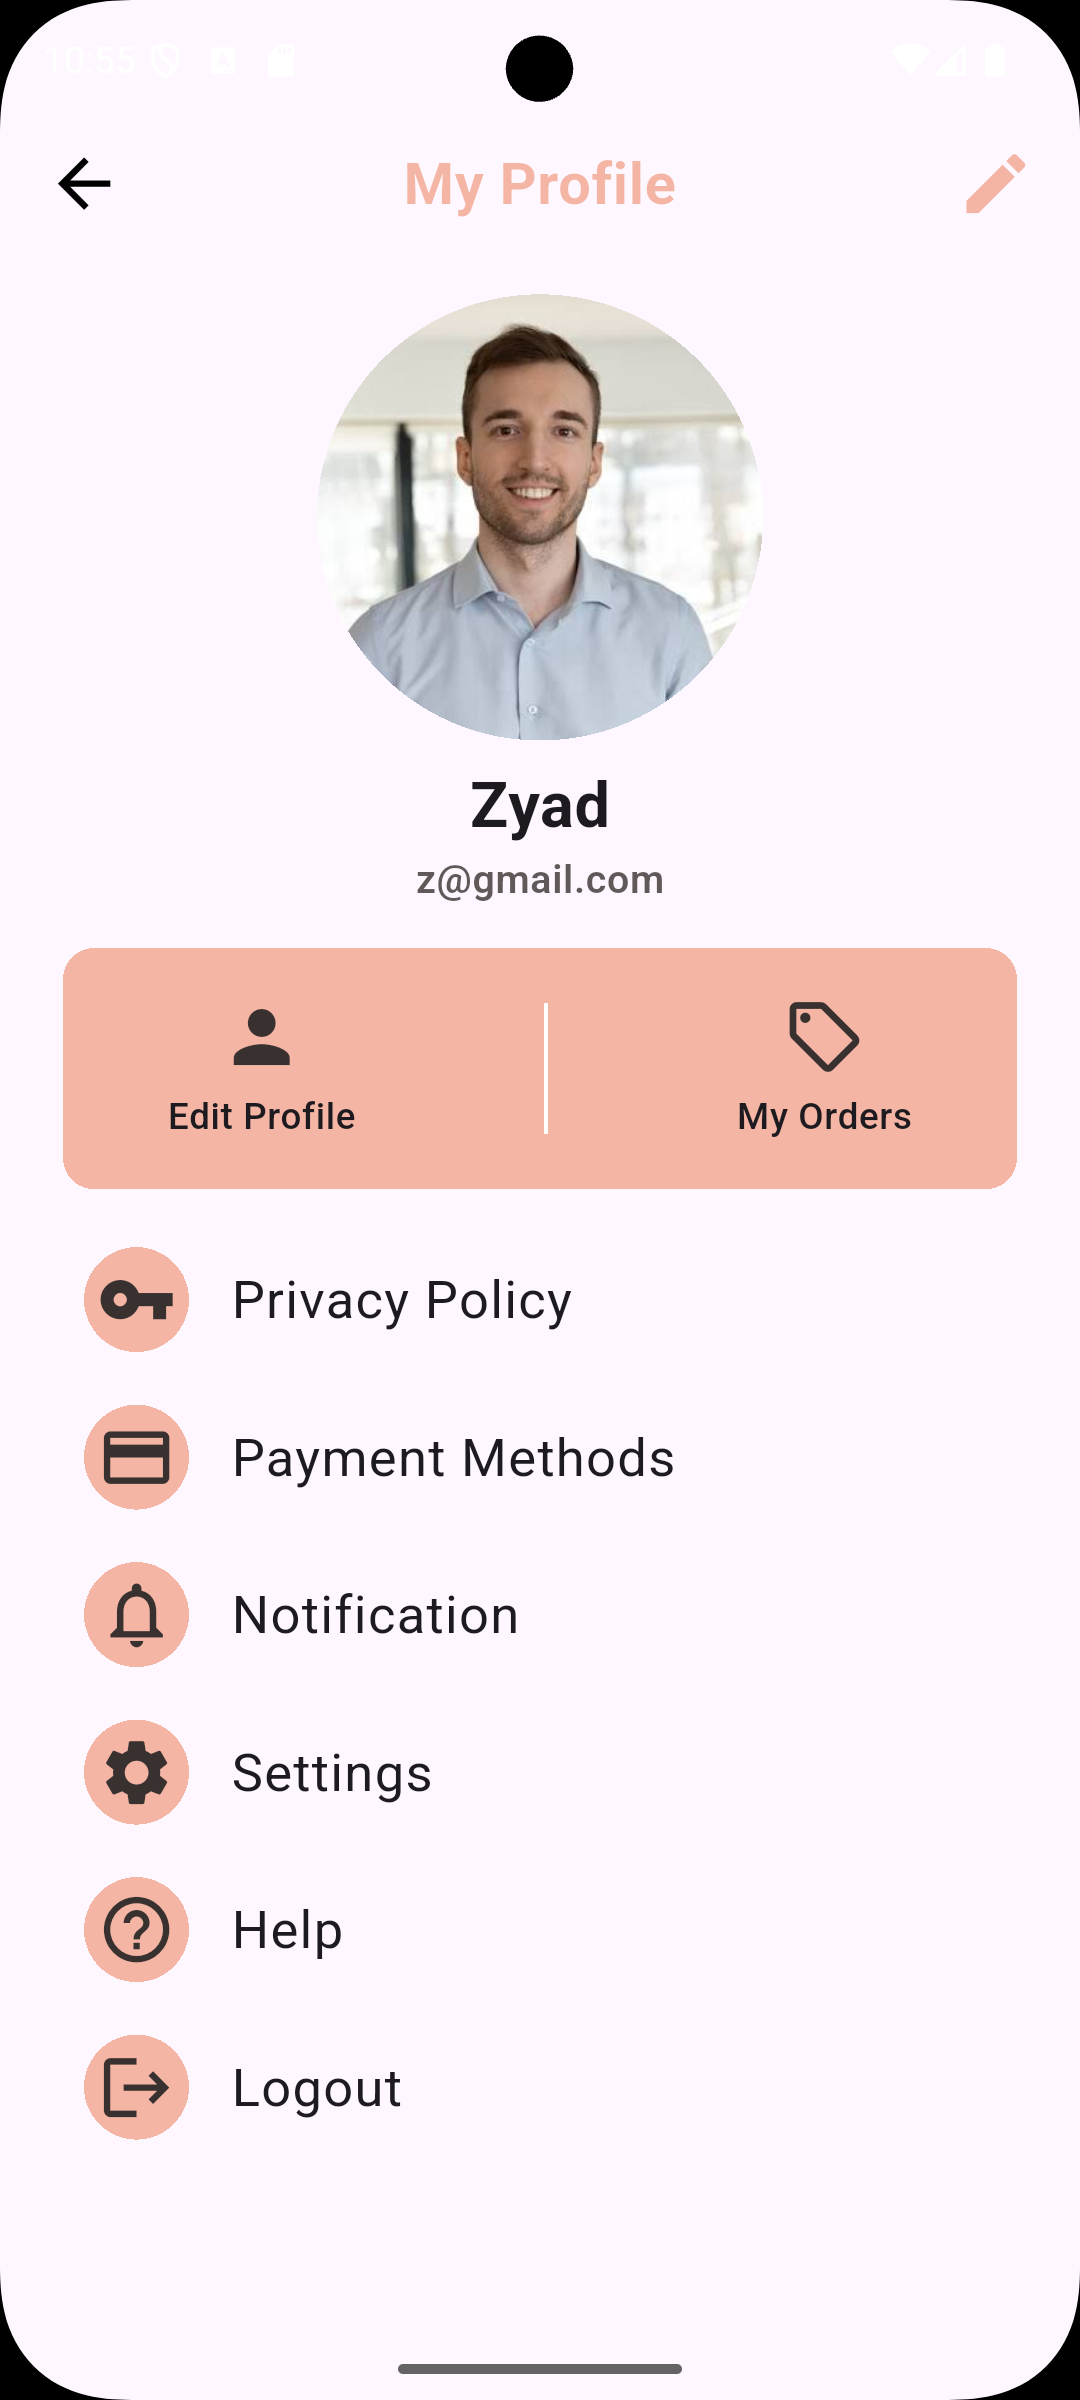 10:55
My Profile
Zyad
z@gmail.com
Edit Profile
My Orders
Privacy Policy
Payment Methods
Notification
Settings
Help
Logout